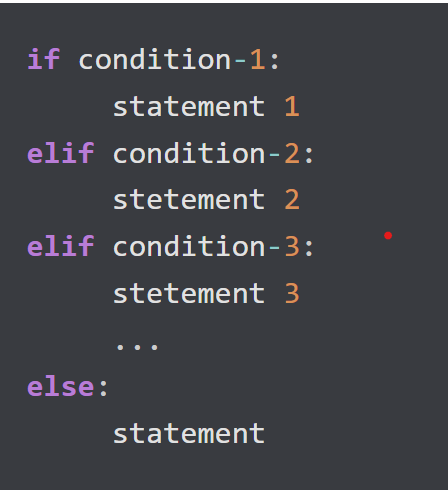 if condition-1:
statement 1
elif condition-2:
stetement 2
elif condition-3:
stetement 3
...
else:
statement